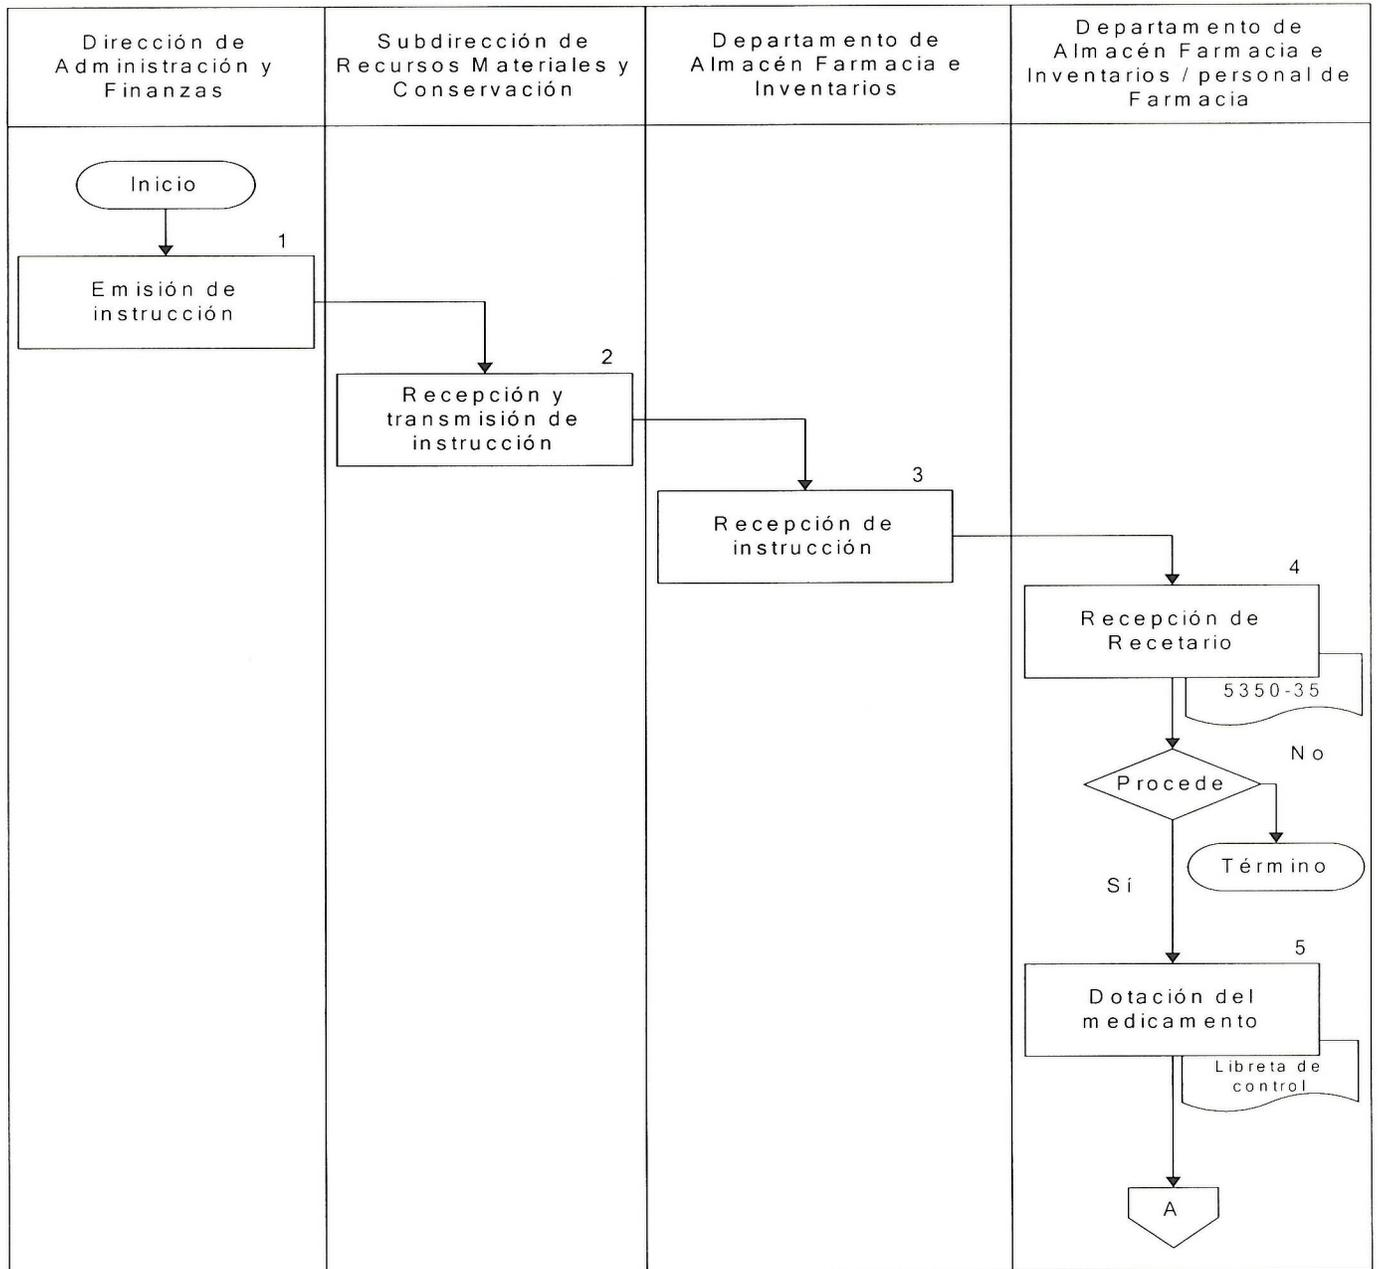 Dirección de
Administración y
Finanzas
Subdirección de
Recursos Materiales y
Conservación
Departamento de
Almacén Farmacia e
Inventarios
Departamento de
Almacén Farmacia e
Inventarios / personal de
Farmacia
Inicio
1
Emisión de
instrucción
2
Recepción y
transmisión de
instrucción
3
Recepción de
instrucción
4
Recepción de
Recetario
5350-35
No
Procede
Término
Sí
5
Dotación del
medicamento
Libreta de
control
A